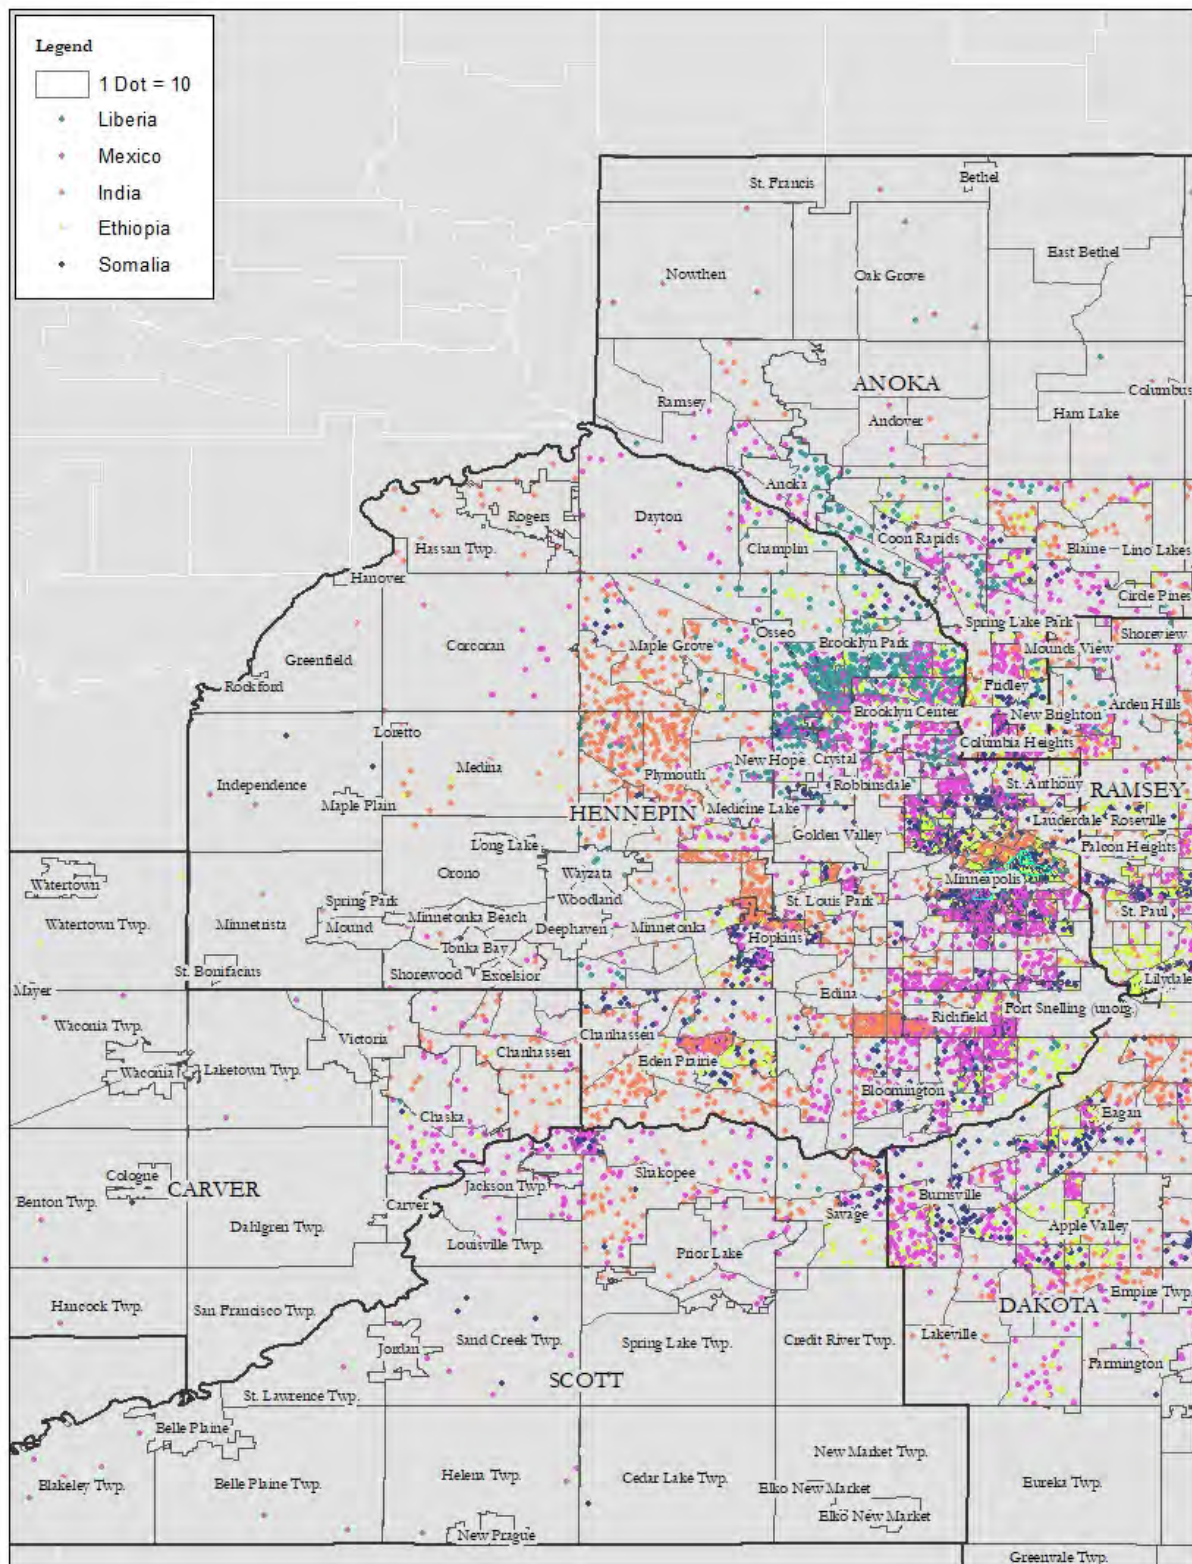 Legend
1 Dot = 10
Liberia
Mexico
India
Ethiopia
Somalia
St. Francis
Bethel
Nowthen
Oak Grove
East Bethel
ANOKA
Columbus
Ramsey
Andover
Ham Lake
Anoka
Rogers
Dayton
Coon Rapids
Champlin
Hassan Twp.
Blaine
Lino Lakes
Hanover
Circle Pines
Spring Lake Park
Osseo
Brooklyn Park
Shoreview
Corcoran
Maple Grove
Mounds View
Greenfield
Rockford
Fridley
Arden Hills
Brooklyn Center
New Brighton
Loretto
Columbia Heights
Medina
New Hope
Crystal
Plymouth
Independence
Robbinsdale
St. Anthony
RAMSEY
Maple Plain
HENNEPIN
Medicine Lake
Lauderdale
Roseville
Golden Valley
Long Lake
Falcon Heights
Orono
Wayzata
Minneapolis
Watertown
Spring Park
Woodland
St. Louis Park
St. Paul
Watertown Twp.
Minnetrista
Mound
Minnetonka Beach
Deephaven
Minnetonka
Hopkins
Tonka Bay
St. Bonifacius
Shorewood
Excelsior
Lilydale
Mayer
Edina
Fort Snelling (unorg.)
Richfield
Waconia Twp.
Victoria
Chanhassen
Chanhassen
Waconia
Laketown Twp.
Eden Prairie
Bloomington
Chaska
Eagan
Cologne
CARVER
Jackson Twp.
Shakopee
Burnsville
Benton Twp.
Carver
Savage
Dahlgren Twp.
Apple Valley
Louisville Twp.
Prior Lake
Hancock Twp.
San Francisco Twp.
Empire Twp.
DAKOTA
Jordan
Sand Creek Twp.
Spring Lake Twp.
Credit River Twp.
Lakeville
Farmington
SCOTT
St. Lawrence Twp.
Belle Plaine
New Market Twp.
Blakeley Twp.
Belle Plaine Twp.
Helena Twp.
Cedar Lake Twp.
Elko New Market
Eureka Twp.
Elko New Market
New Prague
Greenvale Twp.